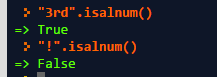 > "3rd".isalnum()
=> True
> "!".isalnum()
=> False